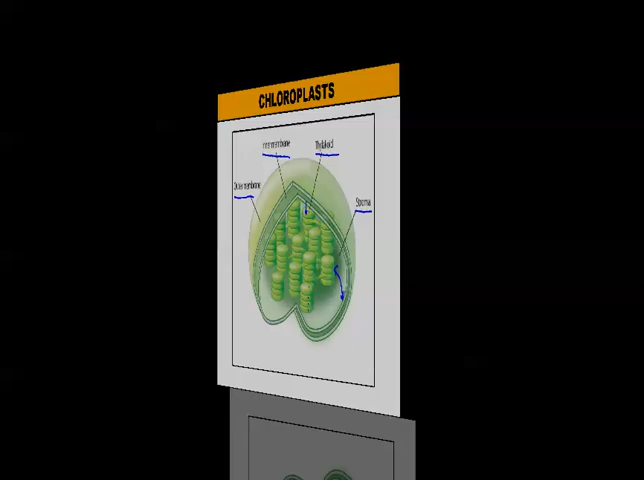 CHLOROPLASTS
Inner membrane
Thylakoid
Outer membrane
Stroma